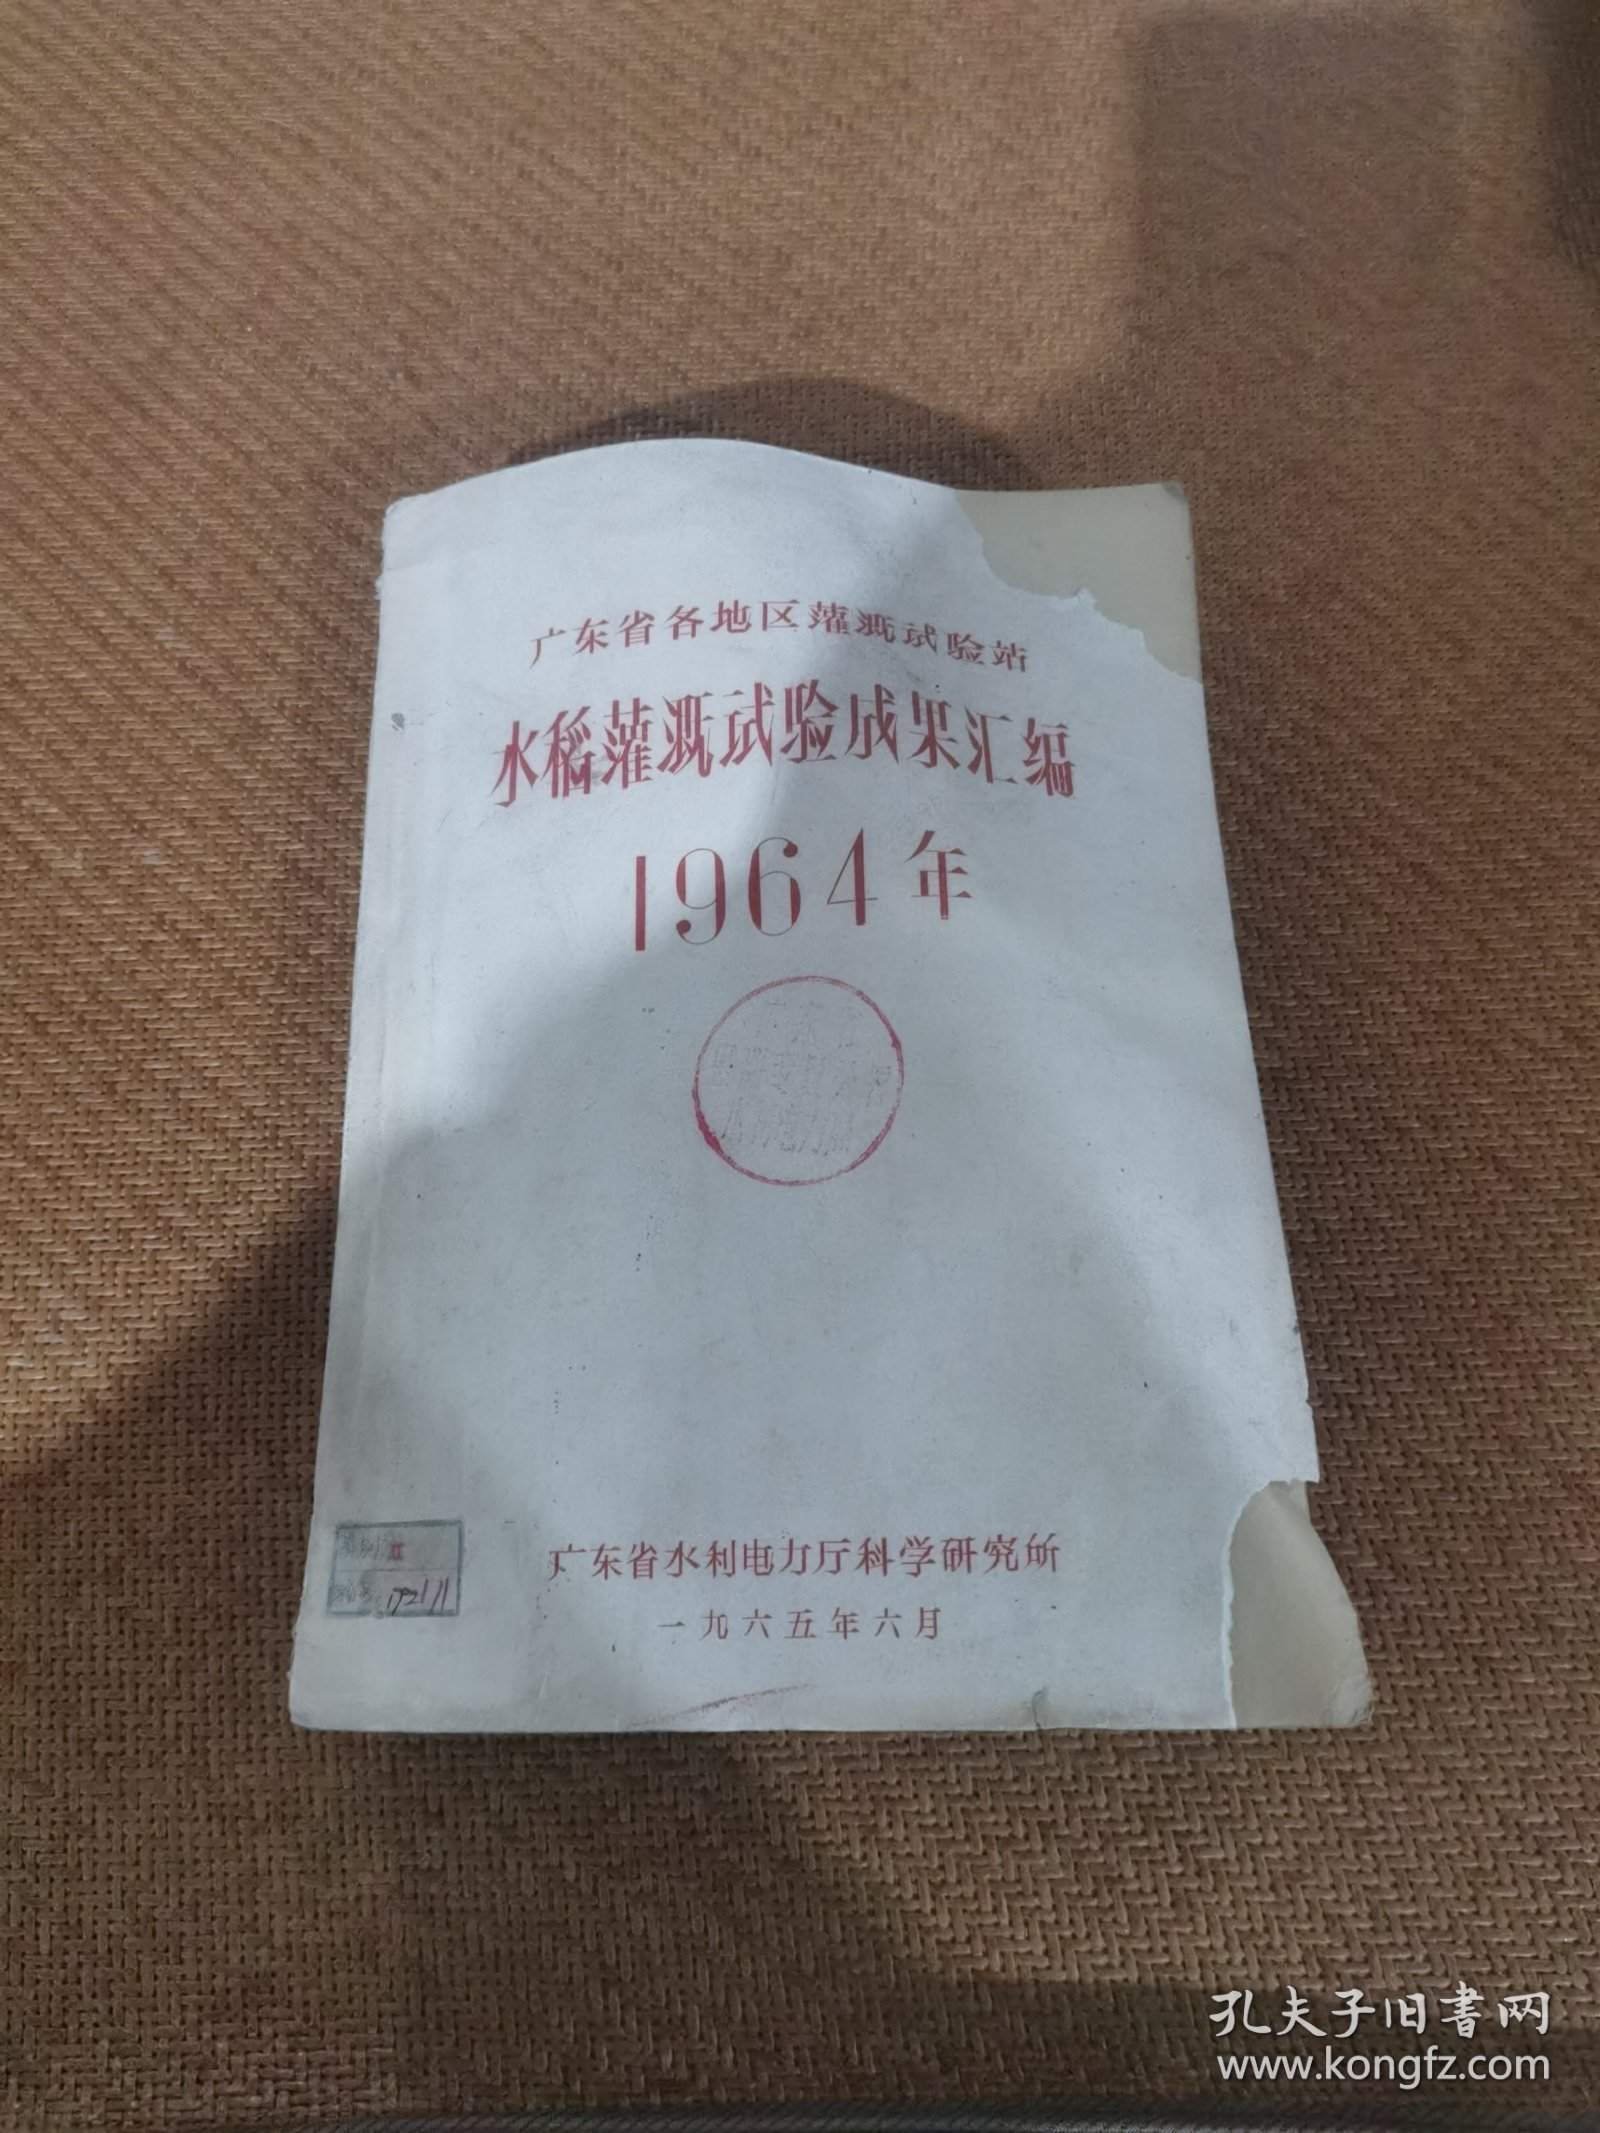 广东省各地区灌溉试验站
水稻灌溉试验成果汇编
1964年
广东省水利电力厅科学研究所
一九六五年六月
孔夫子旧书网
www.kongfz.com